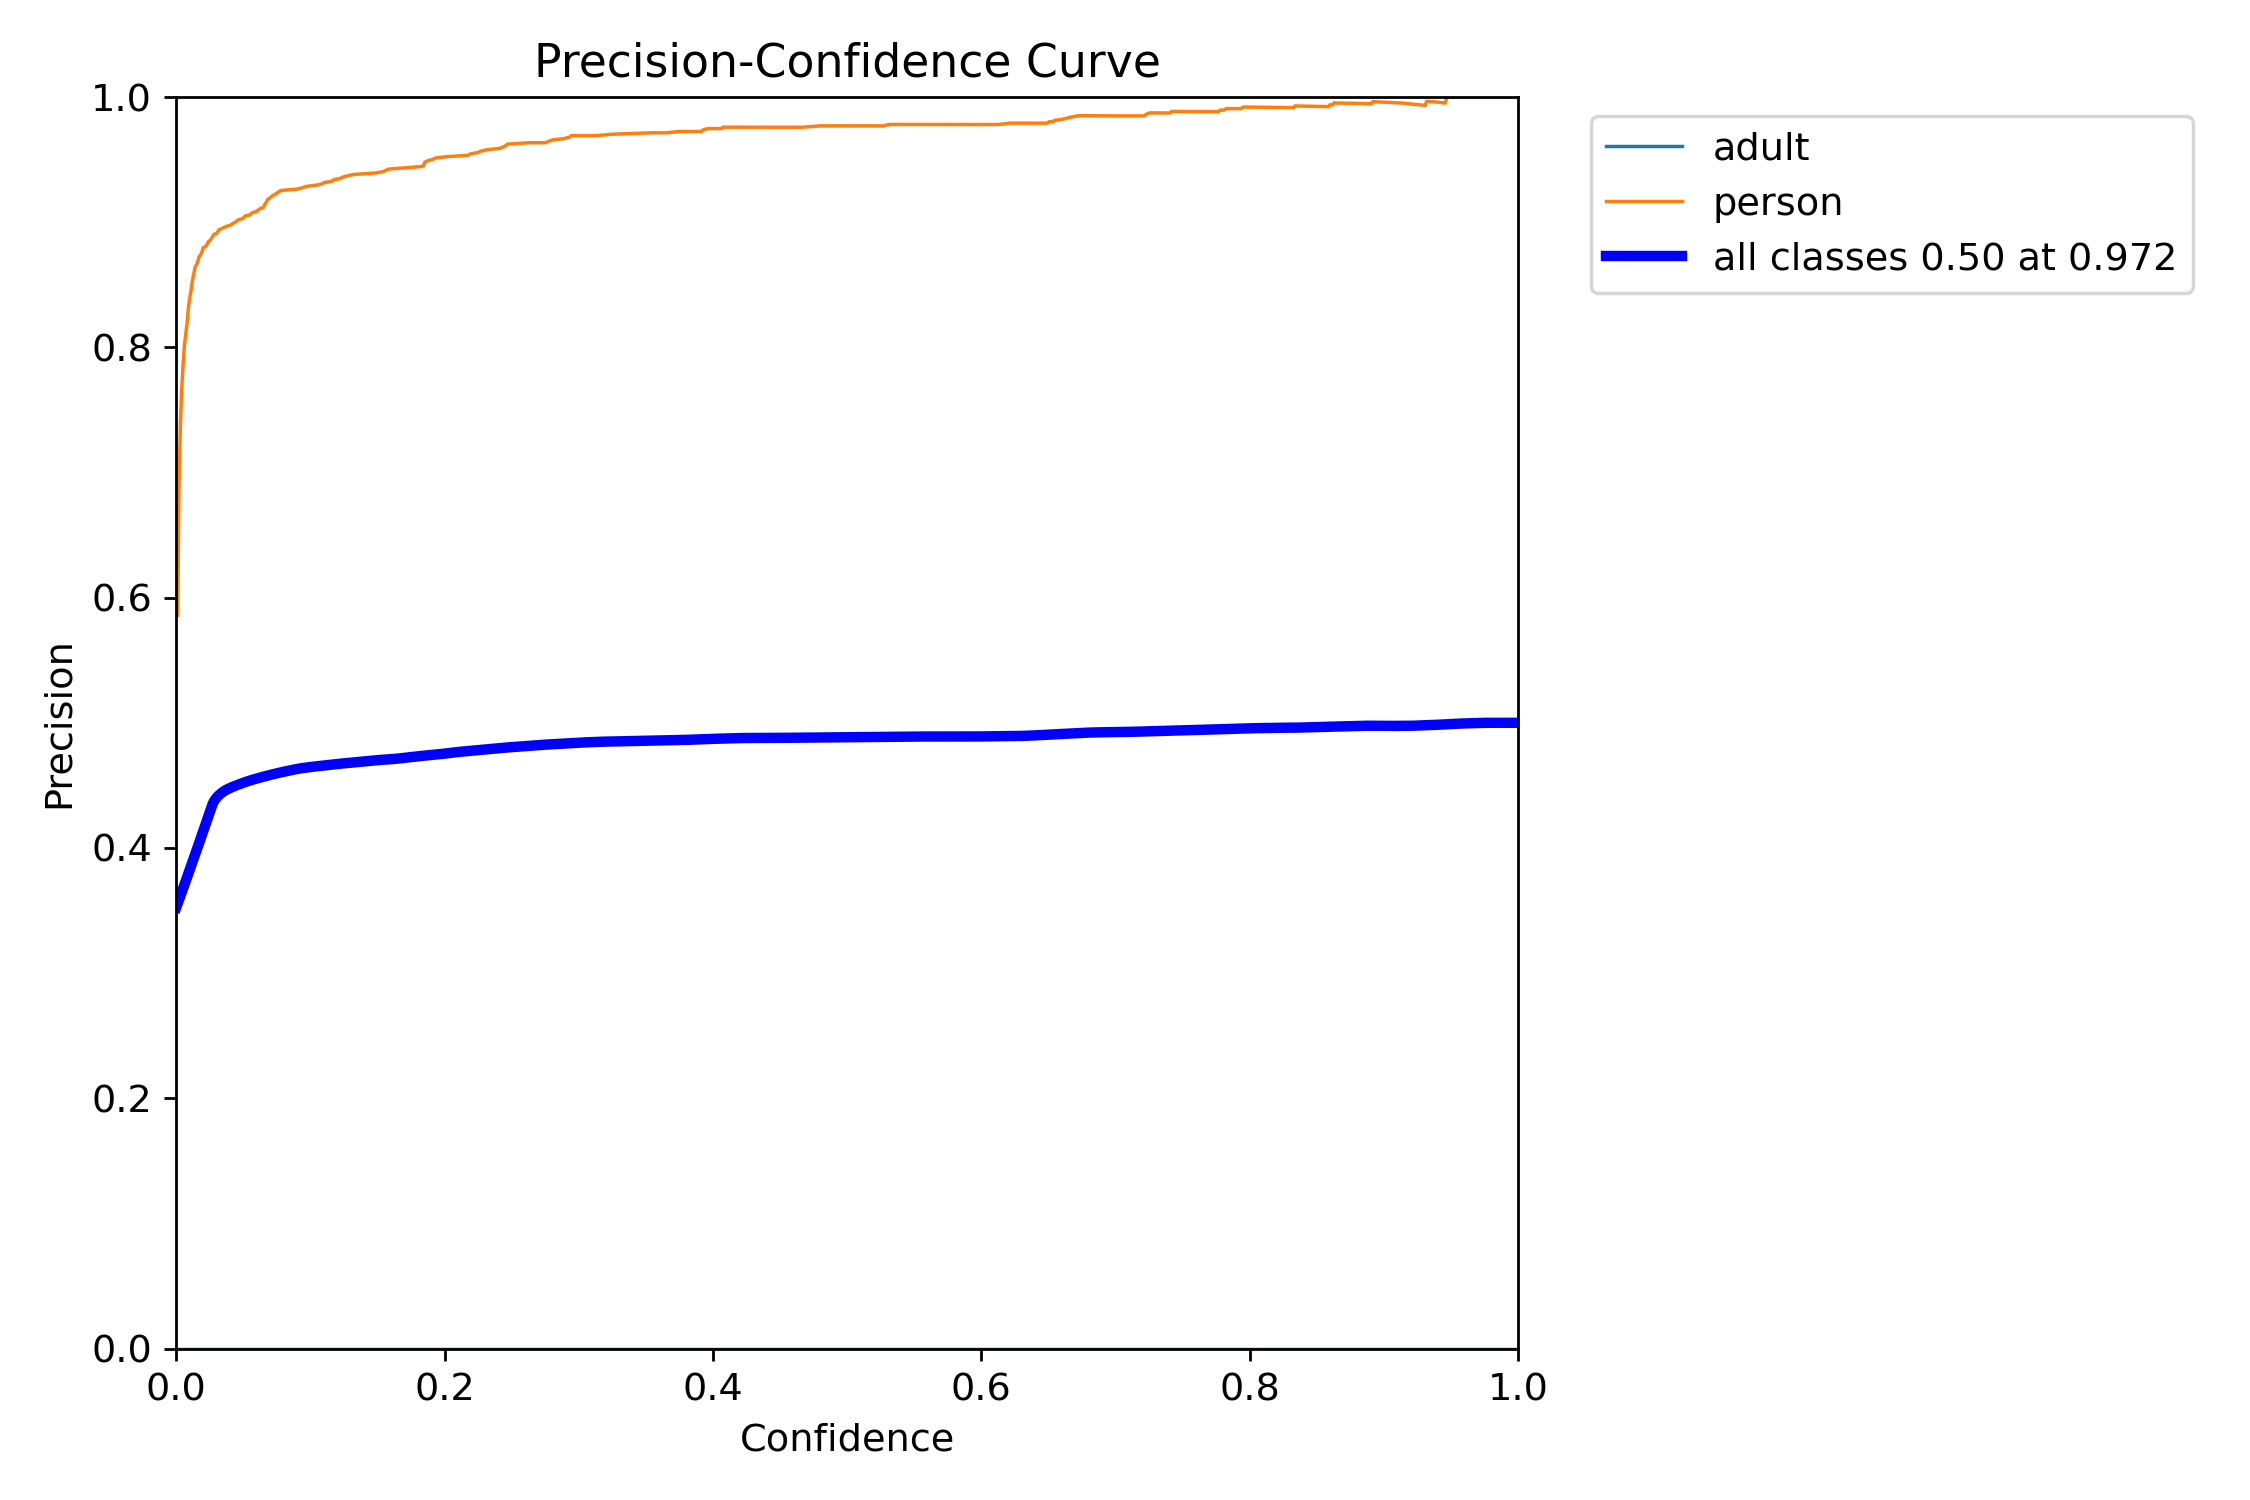 Precision-Confidence Curve
1.0
0.8
0.6
0.4
0.2
0.0
Precision
0.0 0.2 0.4 0.6 0.8 1.0
Confidence
adult
person
all classes 0.50 at 0.972